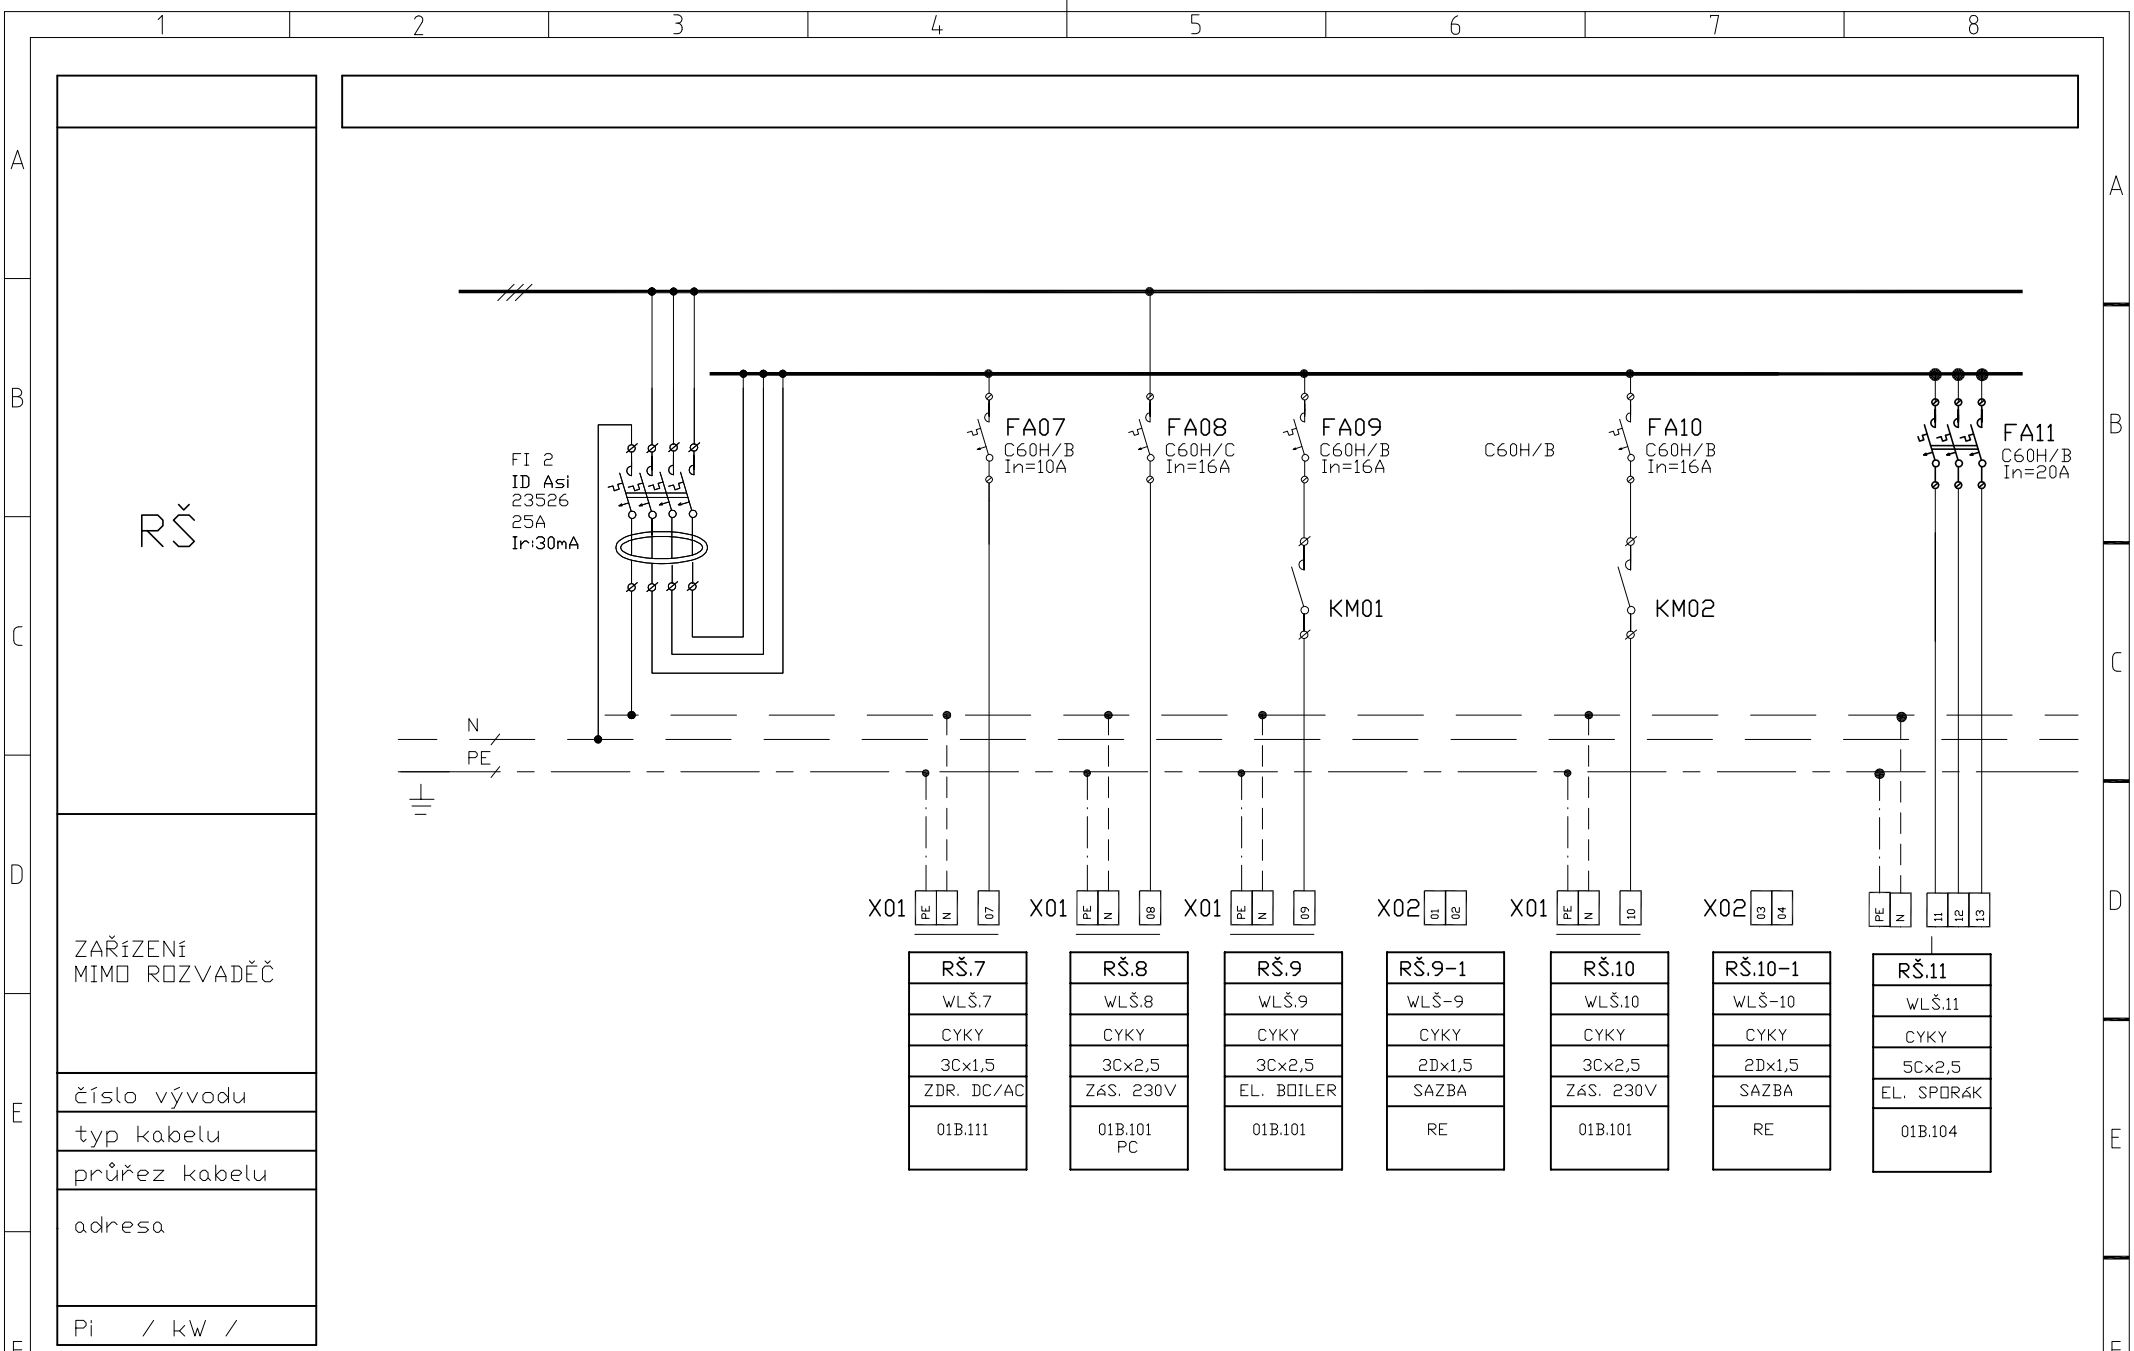 1 2 3 4 5 6 7 8
A
A
B
B
C
C
D
D
E
E
F
F
RŠ
ZAŘíZENí
MIMO ROZVADĚČ
číslo vývodu
typ kabelu
průřez kabelu
adresa
Pi / kW /
FI 2
ID Asi
23526
25A
Ir:30mA
N
PE
FA07
C60H/B
In=10A
FA08
C60H/C
In=16A
FA09
C60H/B
In=16A
C60H/B
FA10
C60H/B
In=16A
FA11
C60H/B
In=20A
KM01
KM02
X01 PE N 07
X01 PE N 08
X01 PE N 09
X02 01 02
X01 PE N 10
X02 03 04
PE N 11 12 13
RŠ.7
WLŠ.7
CYKY
3Cx1,5
ZDR. DC/AC
01B.111
RŠ.8
WLŠ.8
CYKY
3Cx2,5
ZáS. 230V
01B.101
PC
RŠ.9
WLŠ.9
CYKY
3Cx2,5
EL. BOILER
01B.101
RŠ.9-1
WLŠ-9
CYKY
2Dx1,5
SAZBA
RE
RŠ.10
WLŠ.10
CYKY
3Cx2,5
ZáS. 230V
01B.101
RŠ.10-1
WLŠ-10
CYKY
2Dx1,5
SAZBA
RE
RŠ.11
WLŠ.11
CYKY
5Cx2,5
EL. SPORáK
01B.104